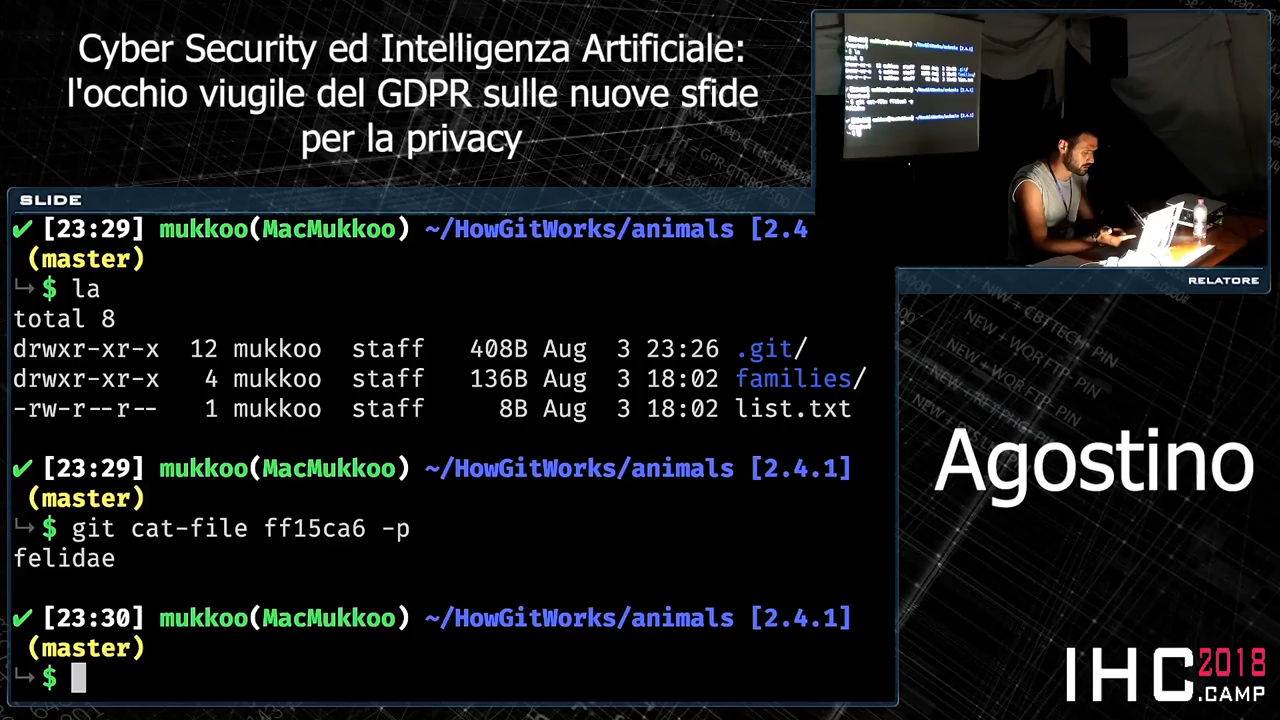 Cyber Security ed Intelligenza Artificiale:
l'occhio viugile del GDPR sulle nuove sfide
per la privacy
SLIDE
✔ [23:29] mukkoo(MacMukkoo) ~/HowGitWorks/animals [2.4
(master)
↪ $ la
total 8
drwxr-xr-x 12 mukkoo staff 408B Aug 3 23:26 .git/
drwxr-xr-x 4 mukkoo staff 136B Aug 3 18:02 families/
-rw-r--r-- 1 mukkoo staff 8B Aug 3 18:02 list.txt
✔ [23:29] mukkoo(MacMukkoo) ~/HowGitWorks/animals [2.4.1]
(master)
↪ $ git cat-file ff15ca6 -p
felidae
✔ [23:30] mukkoo(MacMukkoo) ~/HowGitWorks/animals [2.4.1]
(master)
↪ $
RELATORE
Agostino
IHC 2018
.CAMP